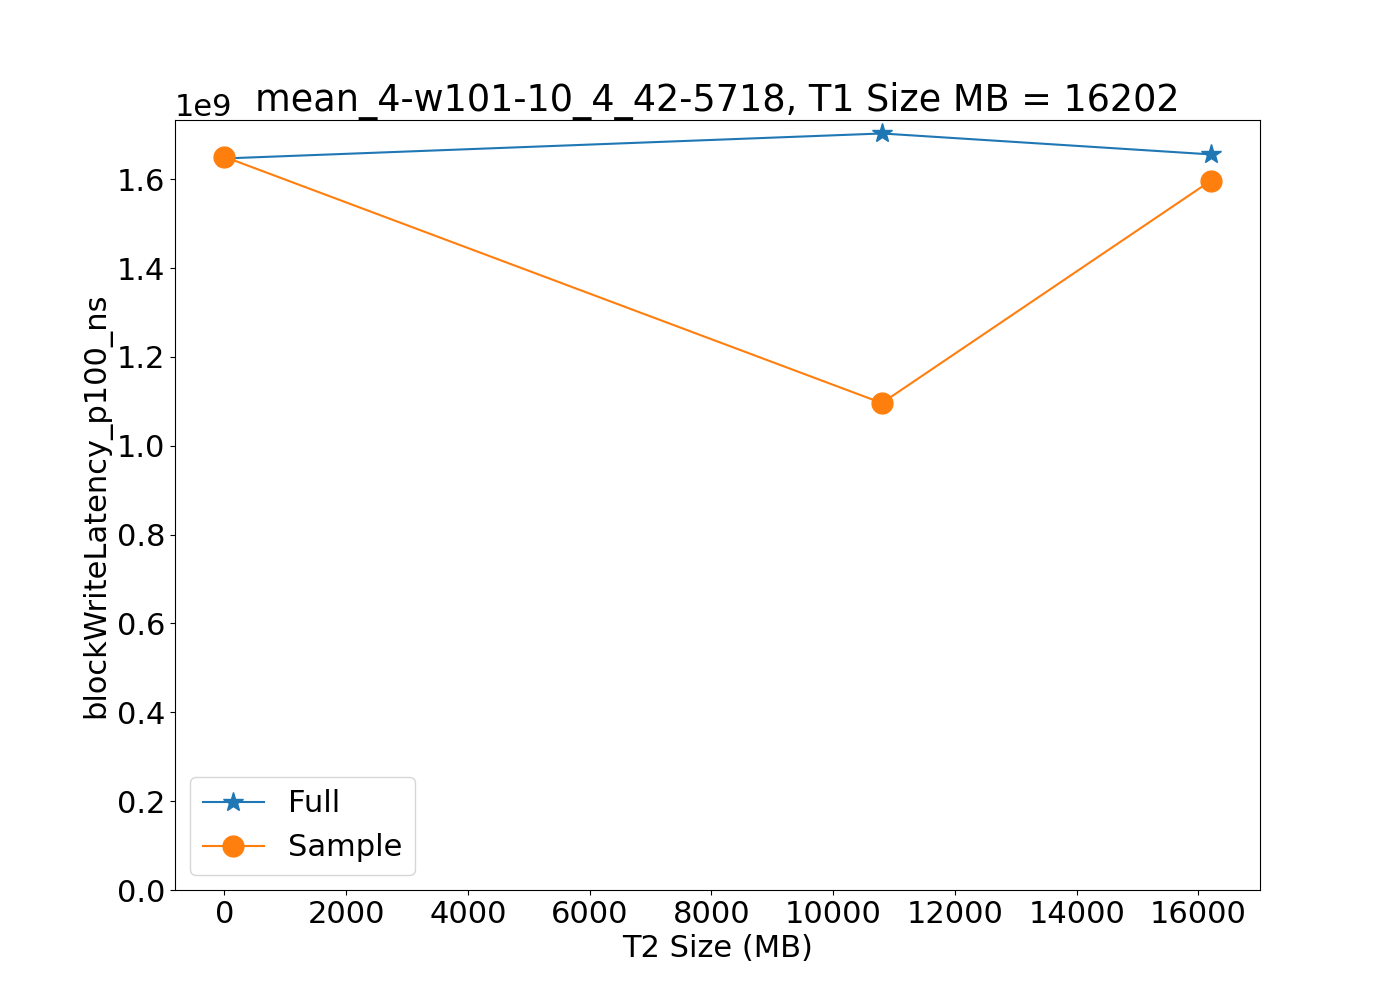 mean_4-w101-10_4_42-5718, T1 Size MB = 16202
1e9
blockWriteLatency_p100_ns
1.6
1.4
1.2
1.0
0.8
0.6
0.4
0.2
0.0
Full
Sample
0 2000 4000 6000 8000 10000 12000 14000 16000
T2 Size (MB)